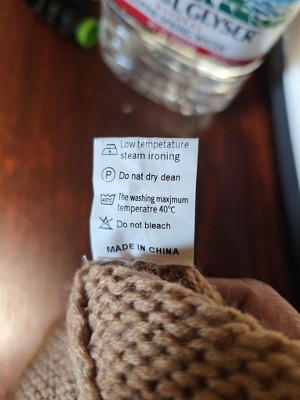 L GEYSER
Low tempetature
steam ironing
P Do nat dry dean
40° The washing maxjmum
temperatre 40℃
Do not bleach
MADE IN CHINA